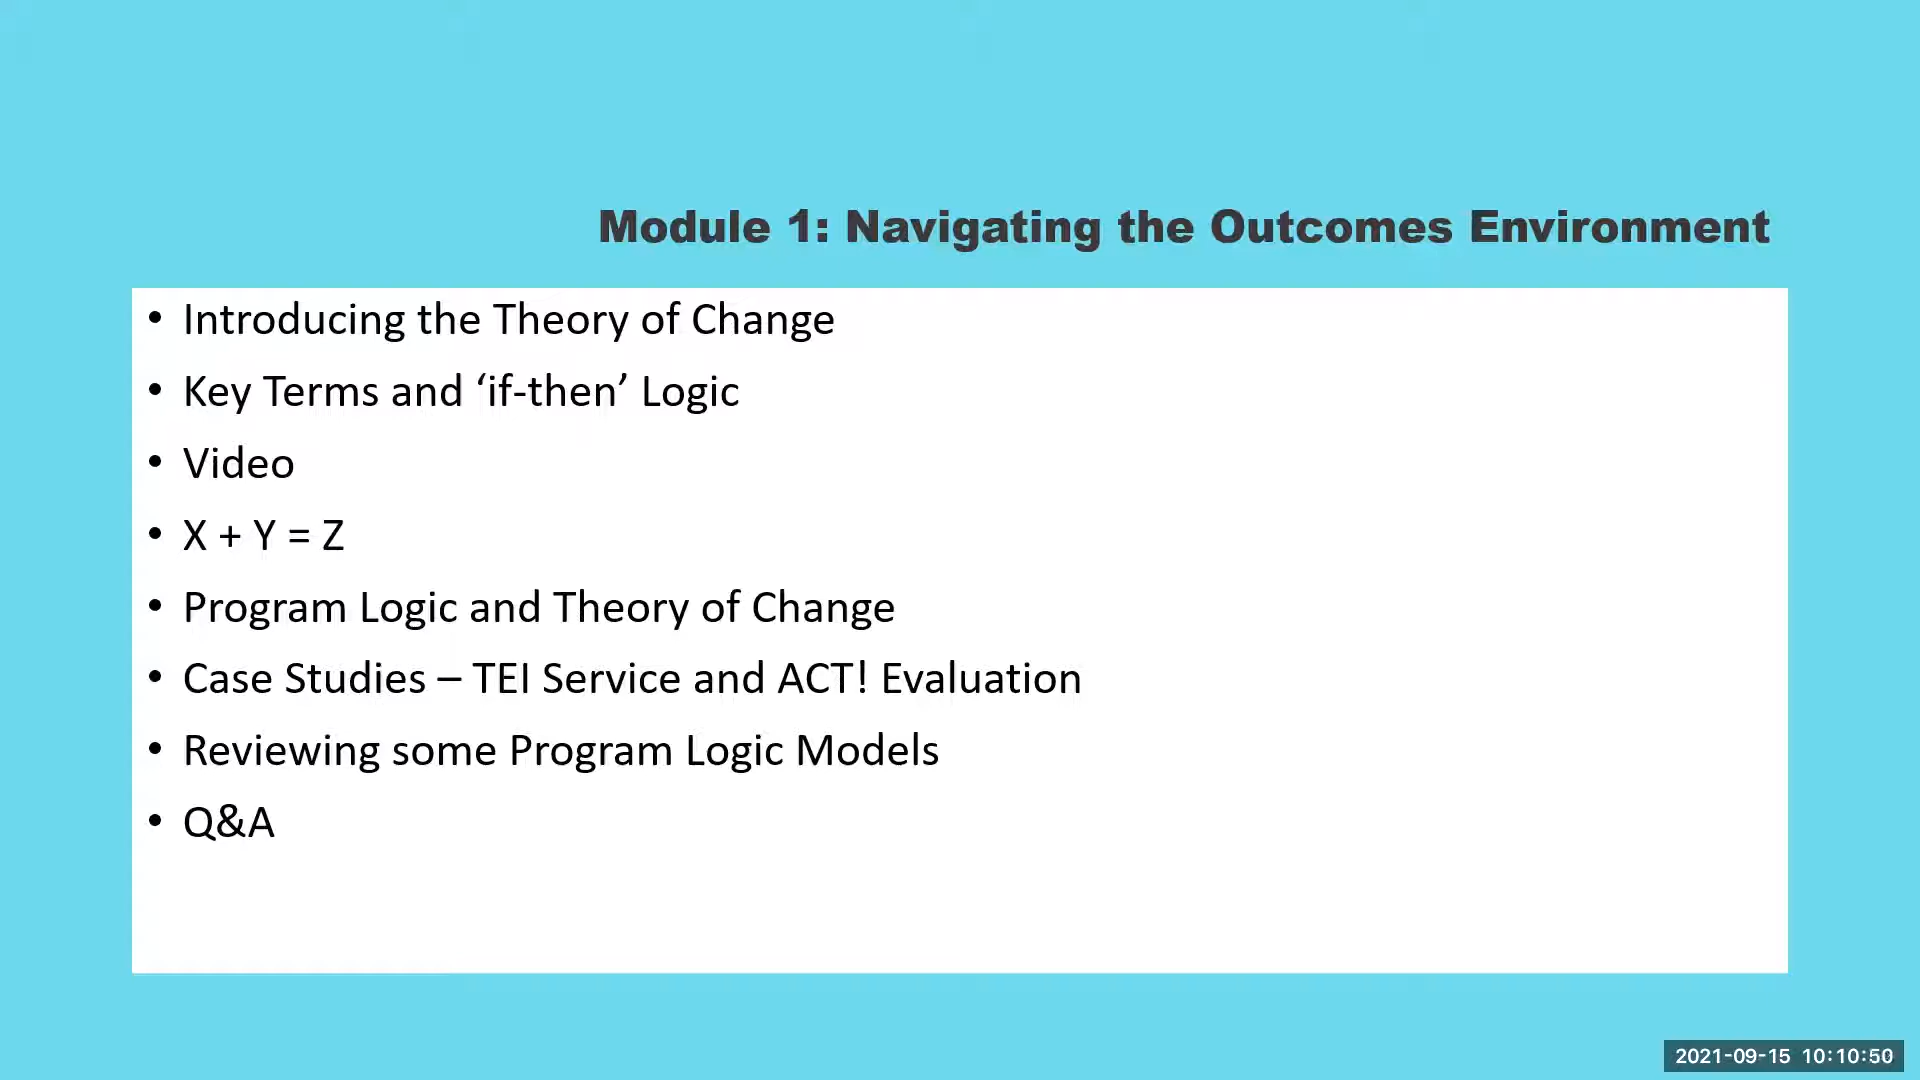 Module 1: Navigating the Outcomes Environment
• Introducing the Theory of Change
• Key Terms and ‘if-then’ Logic
• Video
• X + Y = Z
• Program Logic and Theory of Change
• Case Studies – TEI Service and ACT! Evaluation
• Reviewing some Program Logic Models
• Q&A
2021-09-15 10:10:50